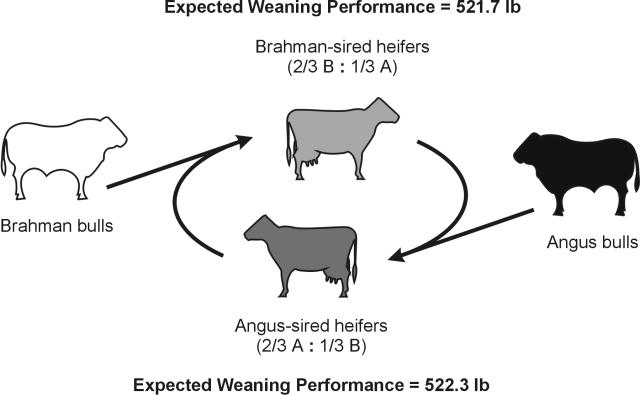 Expected Weaning Performance = 521.7 lb
Brahman-sired heifers
(2/3 B : 1/3 A)
Brahman bulls
Angus bulls
Angus-sired heifers
(2/3 A : 1/3 B)
Expected Weaning Performance = 522.3 lb